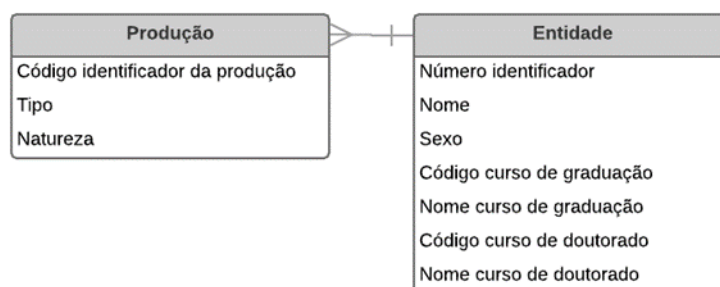 Produção
Código identificador da produção
Tipo
Natureza
Entidade
Número identificador
Nome
Sexo
Código curso de graduação
Nome curso de graduação
Código curso de doutorado
Nome curso de doutorado